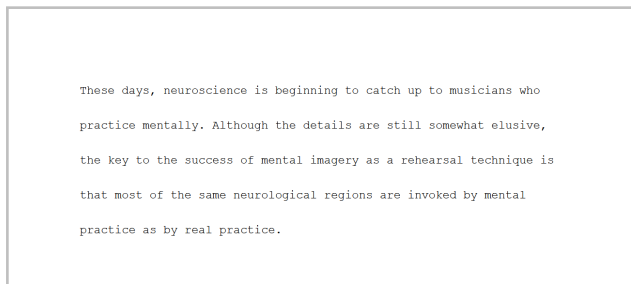 These days, neuroscience is beginning to catch up to musicians who
practice mentally. Although the details are still somewhat elusive,
the key to the success of mental imagery as a rehearsal technique is
that most of the same neurological regions are invoked by mental
practice as by real practice.